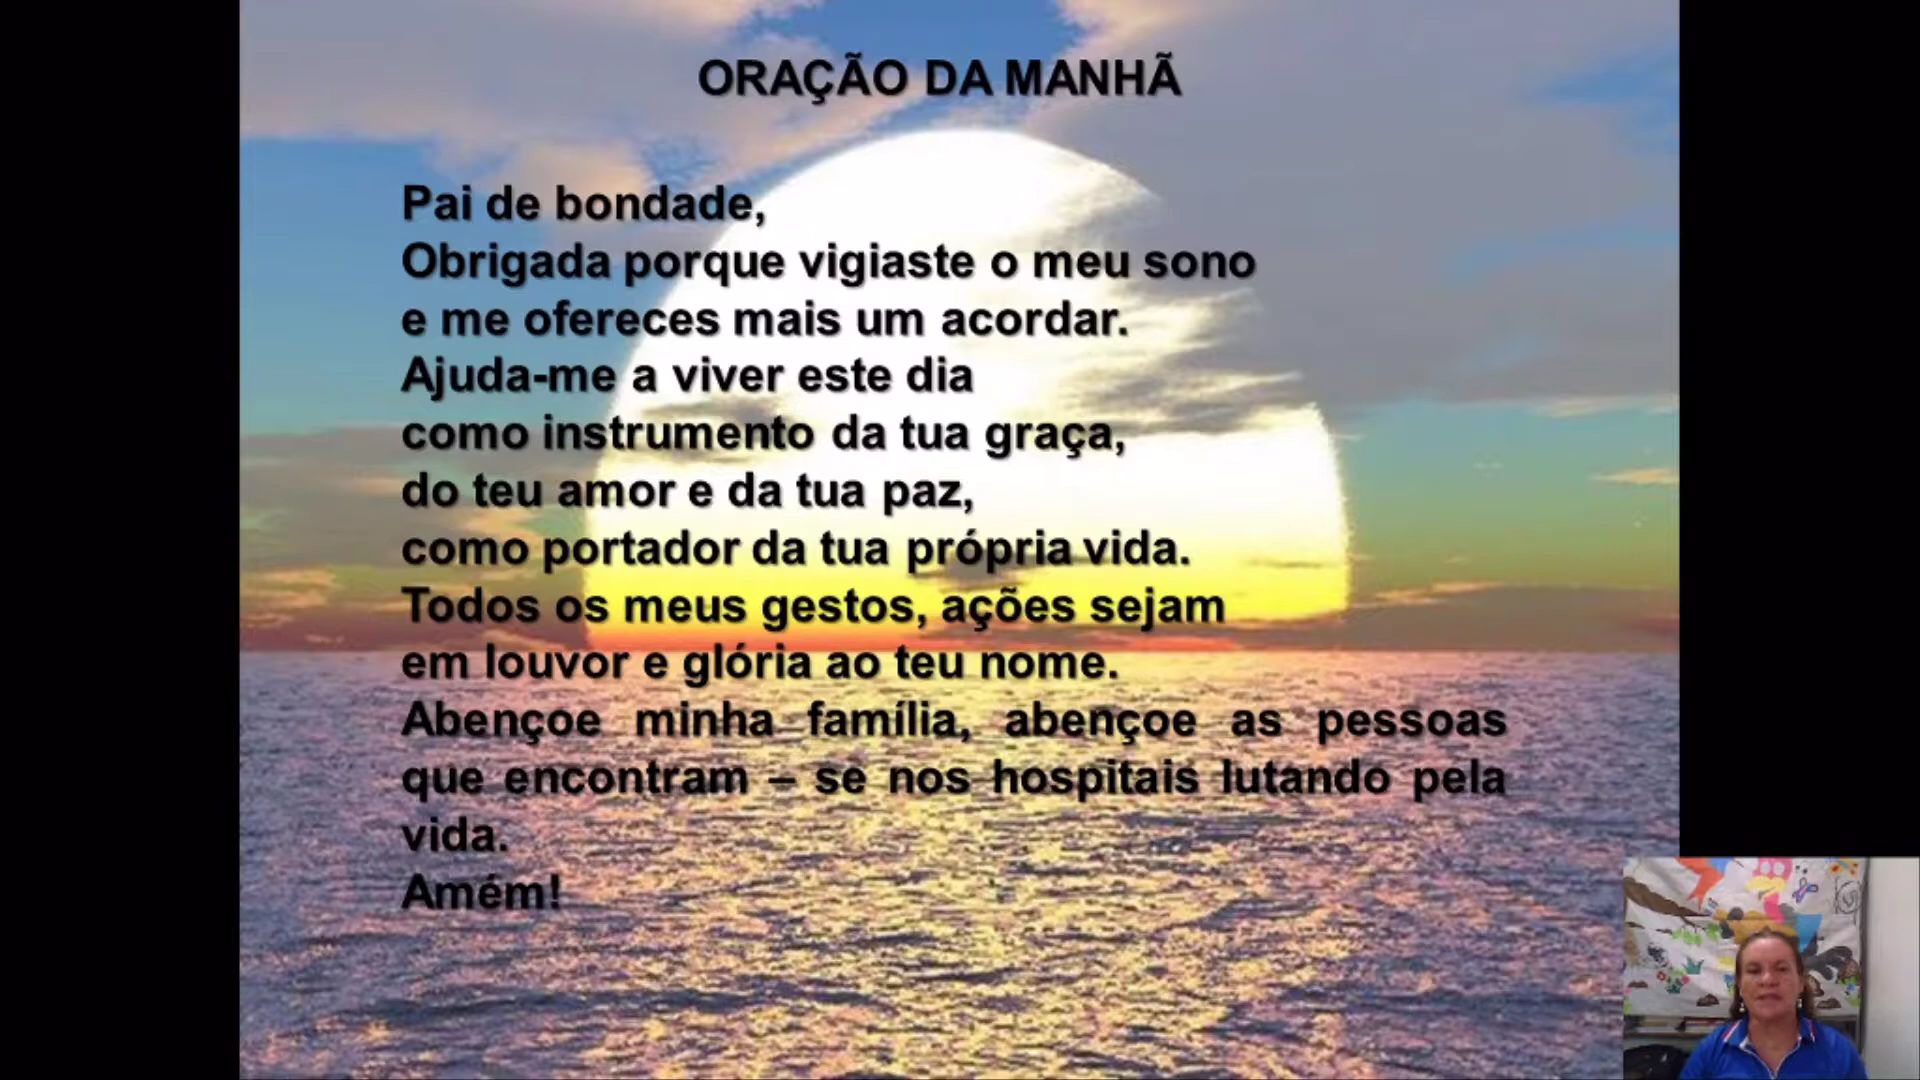 ORAÇÃO DA MANHÃ
Pai de bondade,
Obrigada porque vigiaste o meu sono
e me ofereces mais um acordar.
Ajuda-me a viver este dia
como instrumento da tua graça,
do teu amor e da tua paz,
como portador da tua própria vida.
Todos os meus gestos, ações sejam
em louvor e glória ao teu nome.
Abençoe minha família, abençoe as pessoas
que encontram – se nos hospitais lutando pela
vida.
Amém!